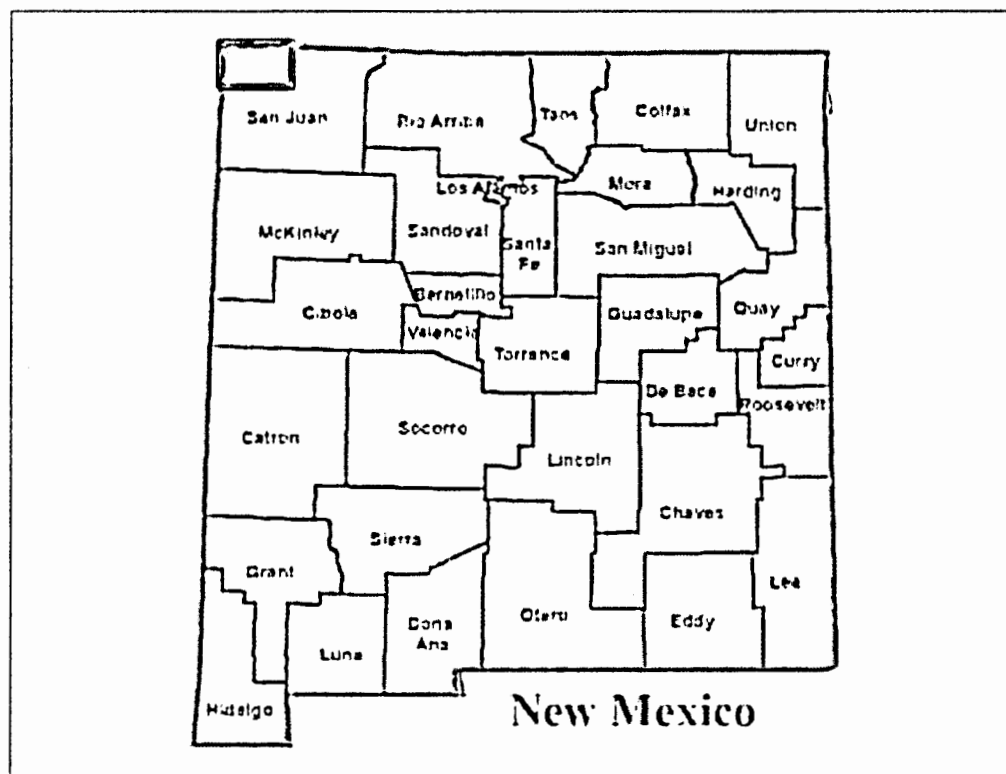 San Juan
Rio Arriba
Taos
Colfax
Union
Los Alamos
Mora
Harding
McKinley
Sandoval
Santa
Fe
San Miguel
Bernalillo
Cibola
Valencia
Torrance
Guadalupe
Quay
Curry
De Baca
Roosevelt
Catron
Socorro
Lincoln
Chaves
Sierra
Grant
Lea
Dona
Ana
Otero
Eddy
Luna
Hidalgo
New Mexico